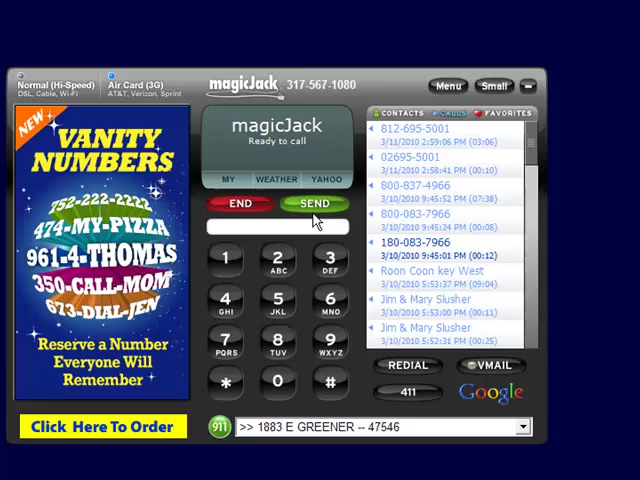 Normal (Hi-Speed)
DSL, Cable, Wi-Fi
Air Card (3G)
AT&T, Verizon, Sprint
magicJack 317-567-1080
Menu
Small
NEW
VANITY
NUMBERS
752-222-2222
474-MY-PIZZA
961-4-THOMAS
350-CALL-MOM
673-DIAL-JEN
Reserve a Number
Everyone Will
Remember
Click Here To Order
magicJack
Ready to call
MY WEATHER YAHOO
END SEND
1 2 3
ABC DEF
4 5 6
GHI JKL MNO
7 8 9
PQRS TUV WXYZ
* 0 #
CONTACTS CALLS FAVORITES
812-695-5001
3/11/2010 2:59:06 PM (03:06)
02695-5001
3/11/2010 2:58:41 PM (00:10)
800-837-4966
3/10/2010 9:45:52 PM (07:38)
800-083-7966
3/10/2010 9:45:24 PM (00:08)
180-083-7966
3/10/2010 9:45:01 PM (00:12)
Roon Coon key West
3/10/2010 5:53:37 PM (09:04)
Jim & Mary Slusher
3/10/2010 5:53:00 PM (00:11)
Jim & Mary Slusher
3/10/2010 5:52:31 PM (00:25)
REDIAL VMAIL
411 Google
911 >> 1883 E GREENER -- 47546